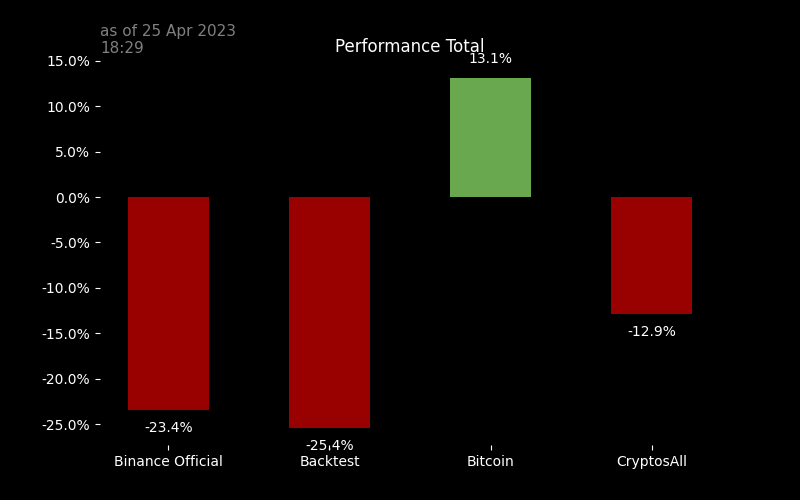 as of 25 Apr 2023
18:29
Performance Total
15.0%
10.0%
5.0%
0.0%
-5.0%
-10.0%
-15.0%
-20.0%
-25.0%
13.1%
-12.9%
-23.4%
-25.4%
Binance Official
Backtest
Bitcoin
CryptosAll